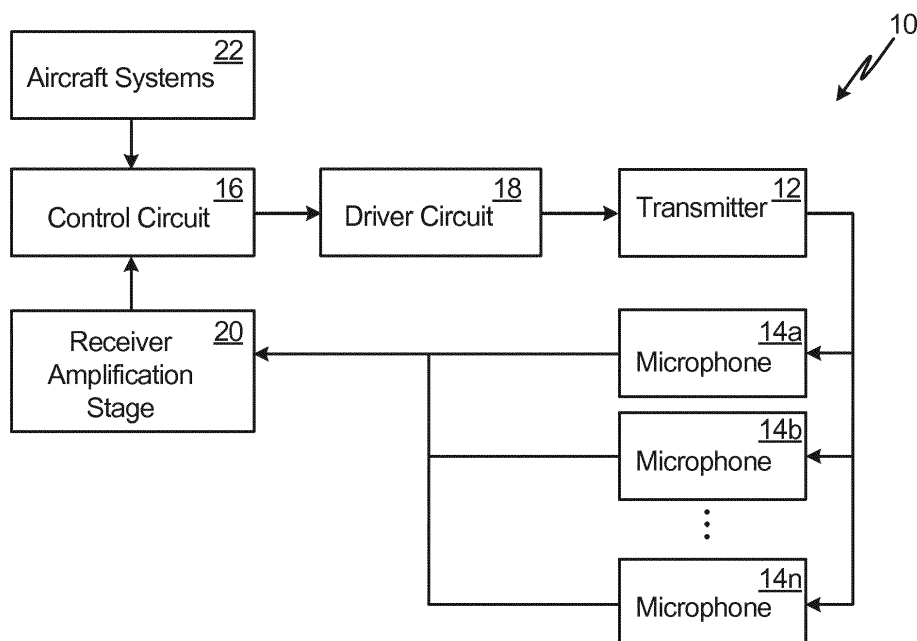 10
22
Aircraft Systems
16
Control Circuit
18
Driver Circuit
12
Transmitter
20
Receiver
Amplification
Stage
14a
Microphone
14b
Microphone
14n
Microphone